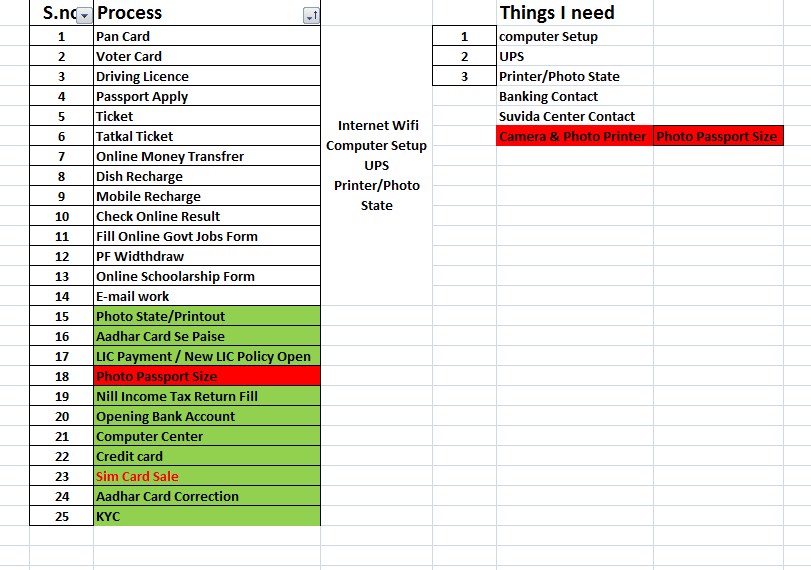 S.no Process Things I need
1 Pan Card 1 computer Setup
2 Voter Card 2 UPS
3 Driving Licence 3 Printer/Photo State
4 Passport Apply Banking Contact
5 Ticket Suvida Center Contact
6 Tatkal Ticket Camera & Photo Printer Photo Passport Size
7 Online Money Transfrer
8 Dish Recharge
9 Mobile Recharge
10 Check Online Result
11 Fill Online Govt Jobs Form
12 PF Widthdraw
13 Online Schoolarship Form
14 E-mail work
Internet Wifi
Computer Setup
UPS
Printer/Photo
State
15 Photo State/Printout
16 Aadhar Card Se Paise
17 LIC Payment / New LIC Policy Open
18 Photo Passport Size
19 Nill Income Tax Return Fill
20 Opening Bank Account
21 Computer Center
22 Credit card
23 Sim Card Sale
24 Aadhar Card Correction
25 KYC